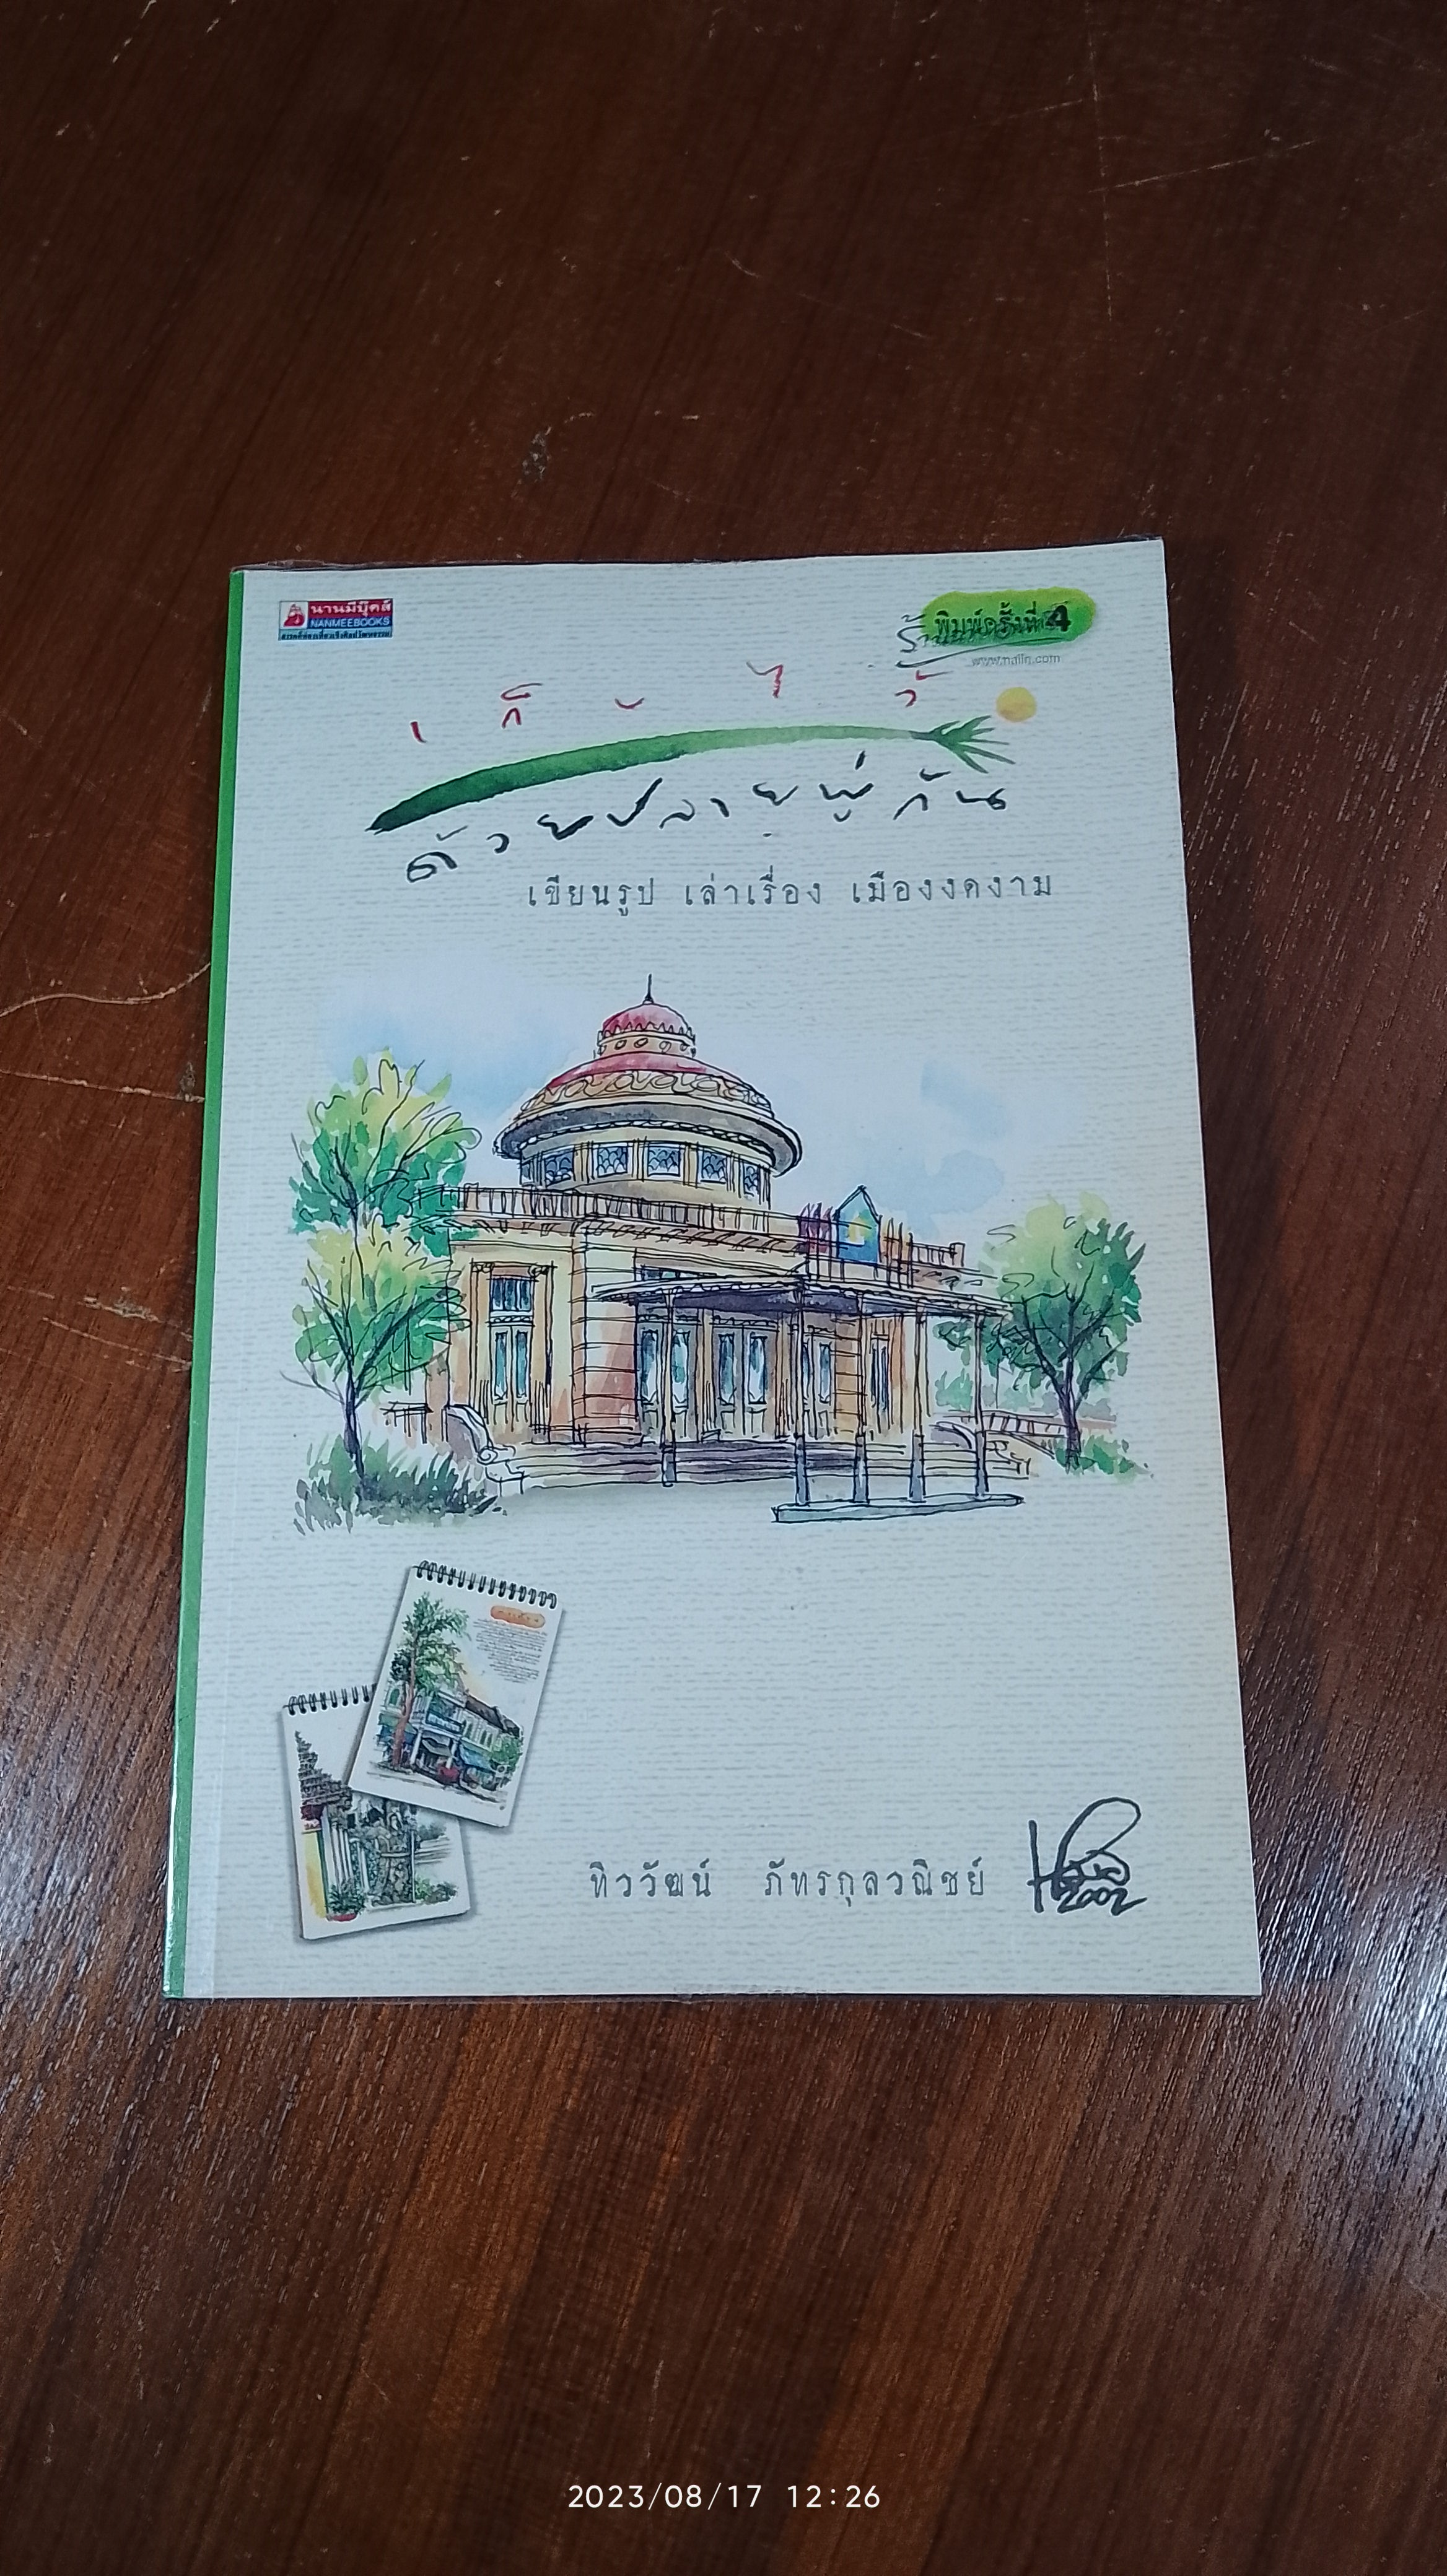 นานมีบุ๊คส์
NANMEEBOOKS
พิมพ์ครั้งที่ 4
เก็บไว้
ด้วยปลายพู่กัน
เขียนรูป เล่าเรื่อง เมืองงดงาม
ทิววัฒน์ ภัทรกุลวณิชย์
2002
2023/08/17 12:26